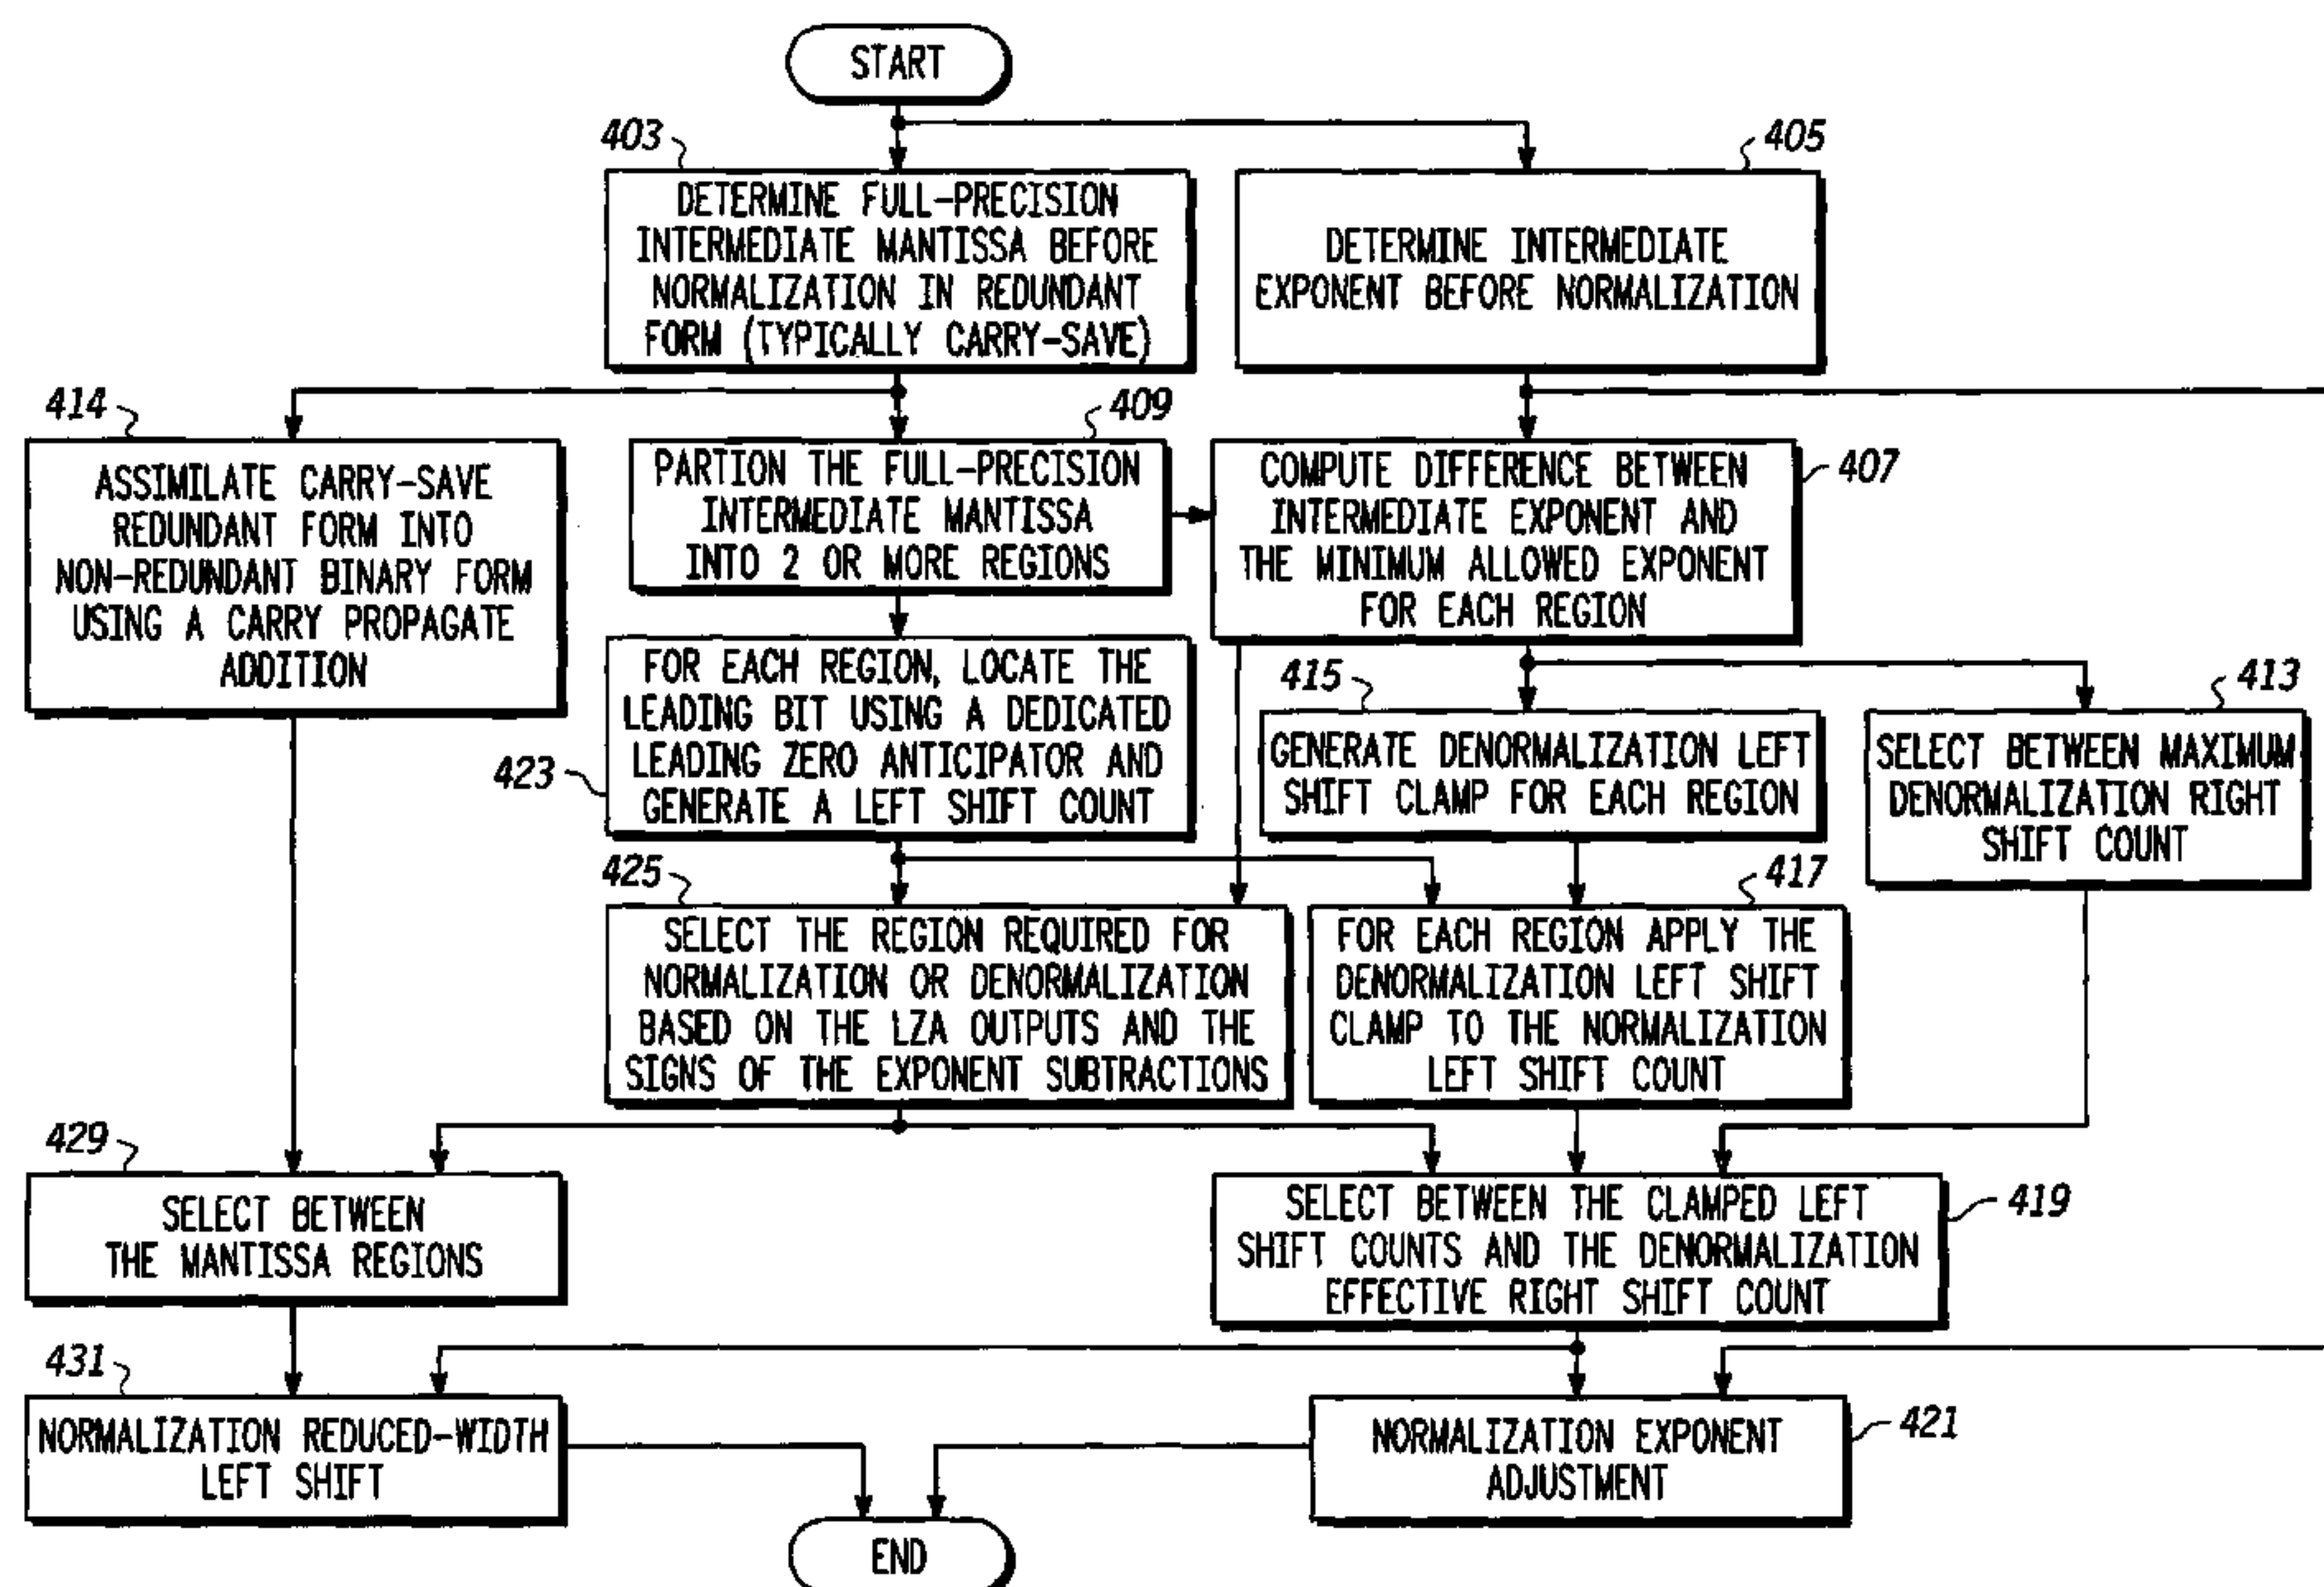 START
403
405
DETERMINE FULL-PRECISION
INTERMEDIATE MANTISSA BEFORE
NORMALIZATION IN REDUNDANT
FORM (TYPICALLY CARRY-SAVE)
DETERMINE INTERMEDIATE
EXPONENT BEFORE NORMALIZATION
414
409
407
ASSIMILATE CARRY-SAVE
REDUNDANT FORM INTO
NON-REDUNDANT BINARY FORM
USING A CARRY PROPAGATE
ADDITION
PARTION THE FULL-PRECISION
INTERMEDIATE MANTISSA
INTO 2 OR MORE REGIONS
COMPUTE DIFFERENCE BETWEEN
INTERMEDIATE EXPONENT AND
THE MINIMUM ALLOWED EXPONENT
FOR EACH REGION
423
FOR EACH REGION, LOCATE THE
LEADING BIT USING A DEDICATED
LEADING ZERO ANTICIPATOR AND
GENERATE A LEFT SHIFT COUNT
415
GENERATE DENORMALIZATION LEFT
SHIFT CLAMP FOR EACH REGION
413
SELECT BETWEEN MAXIMUM
DENORMALIZATION RIGHT
SHIFT COUNT
425
SELECT THE REGION REQUIRED FOR
NORMALIZATION OR DENORMALIZATION
BASED ON THE LZA OUTPUTS AND THE
SIGNS OF THE EXPONENT SUBTRACTIONS
417
FOR EACH REGION APPLY THE
DENORMALIZATION LEFT SHIFT
CLAMP TO THE NORMALIZATION
LEFT SHIFT COUNT
429
SELECT BETWEEN
THE MANTISSA REGIONS
419
SELECT BETWEEN THE CLAMPED LEFT
SHIFT COUNTS AND THE DENORMALIZATION
EFFECTIVE RIGHT SHIFT COUNT
431
NORMALIZATION REDUCED-WIDTH
LEFT SHIFT
421
NORMALIZATION EXPONENT
ADJUSTMENT
END